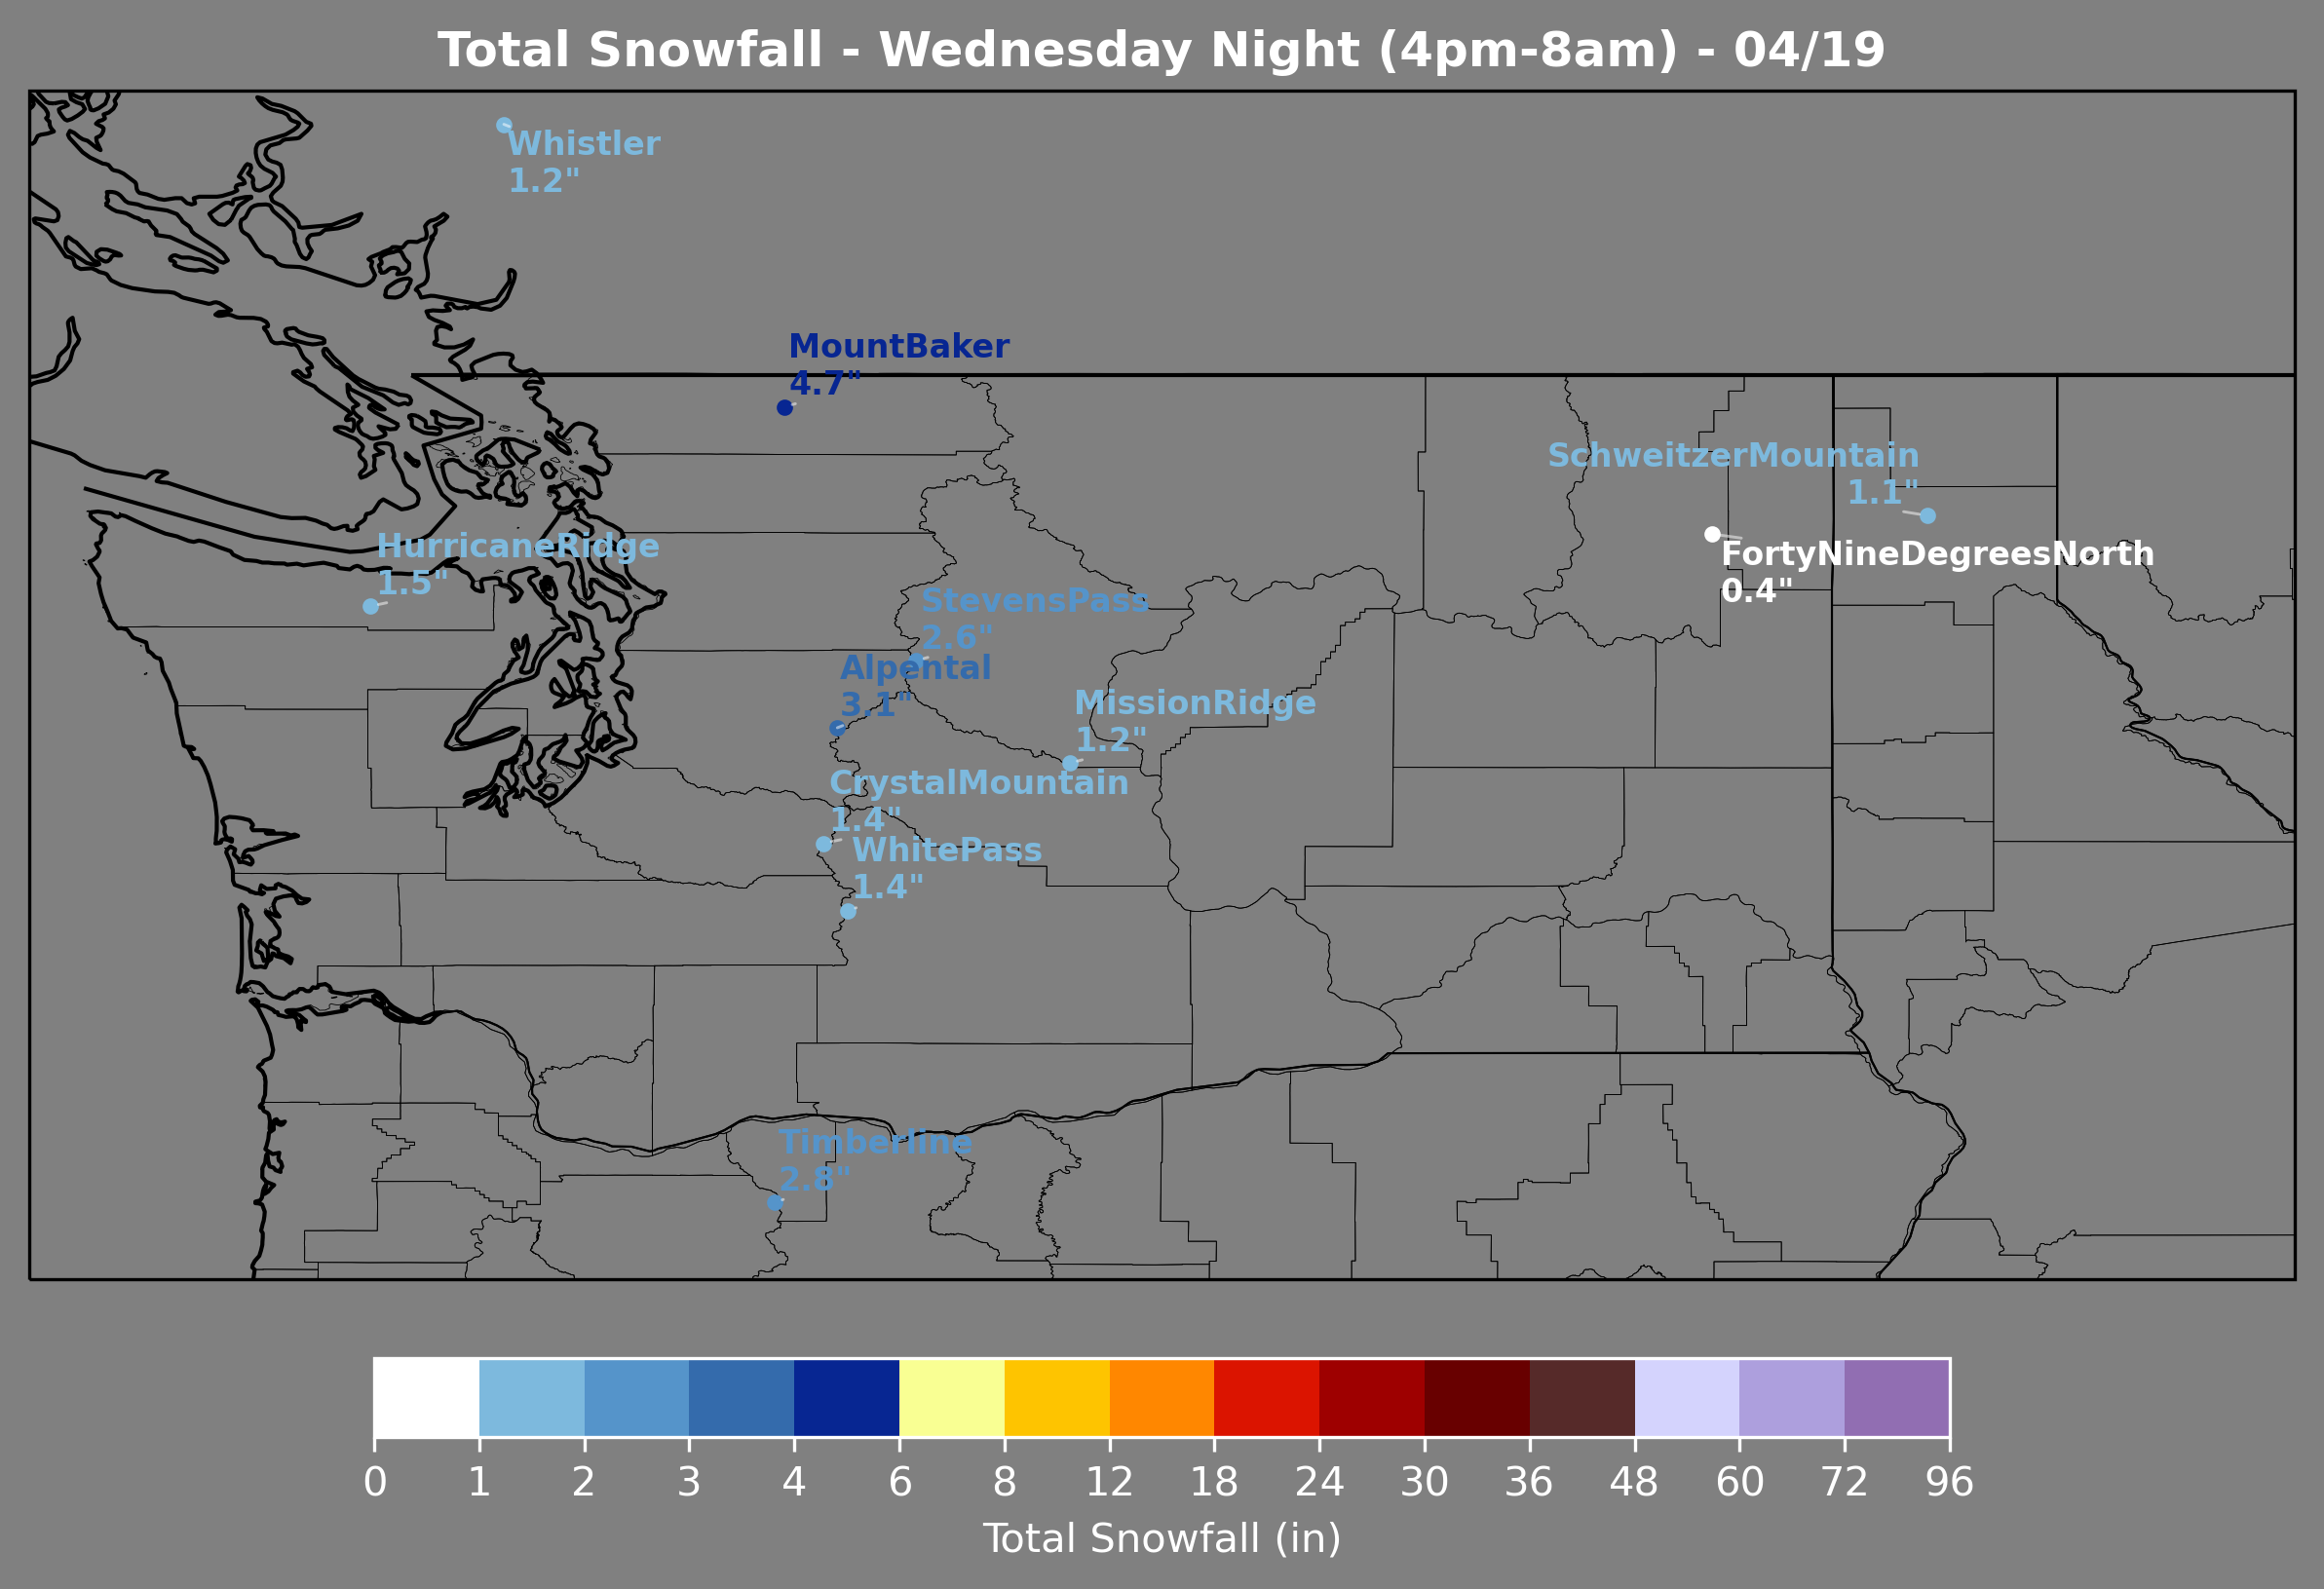 Total Snowfall - Wednesday Night (4pm-8am) - 04/19
Whistler
1.2"
MountBaker
4.7"
SchweitzerMountain
1.1"
HurricaneRidge
1.5"
FortyNineDegreesNorth
0.4"
StevensPass
2.6"
Alpental
3.1"
MissionRidge
1.2"
CrystalMountain
1.4"
WhitePass
1.4"
Timberline
2.8"
0 1 2 3 4 6 8 12 18 24 30 36 48 60 72 96
Total Snowfall (in)